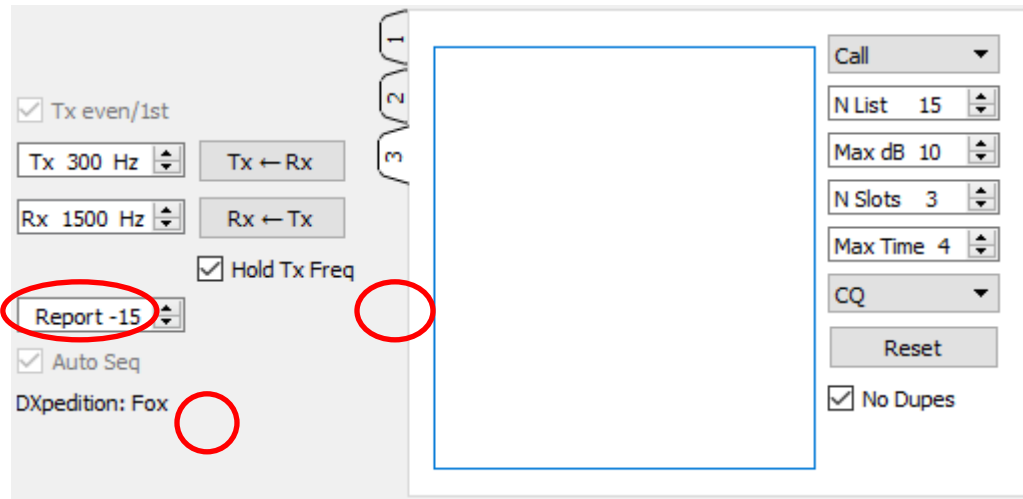 Tx even/1st
Tx 300 Hz
Tx ← Rx
Rx 1500 Hz
Rx ← Tx
Hold Tx Freq
Report -15
Auto Seq
DXpedition: Fox
1
2
3
Call
N List 15
Max dB 10
N Slots 3
Max Time 4
CQ
Reset
No Dupes